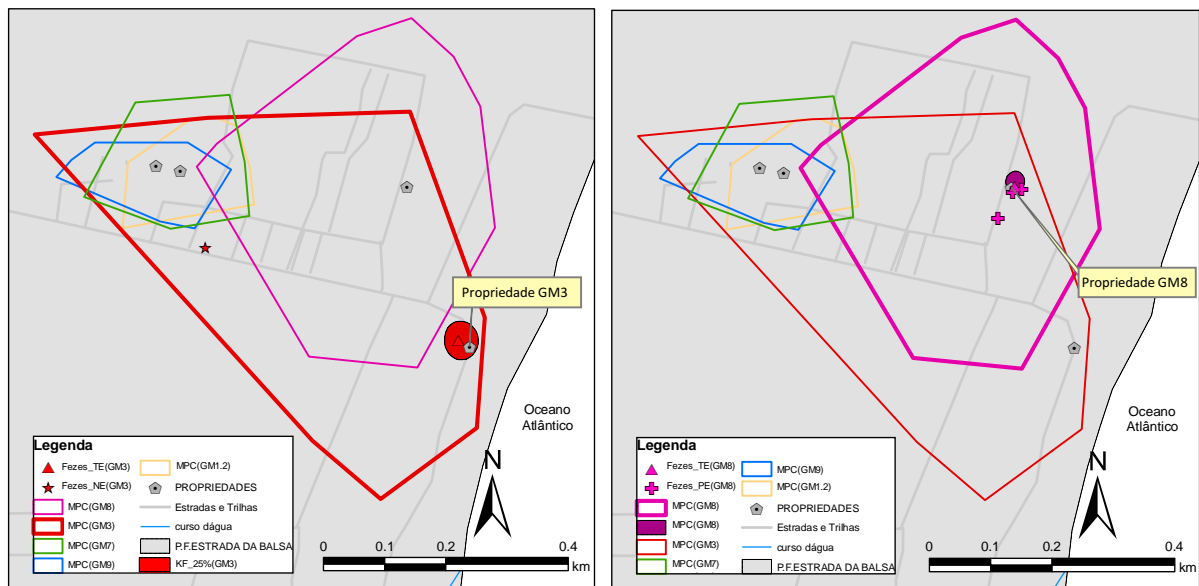 Propriedade GM3
Oceano
Atlântico
Legenda
Fezes_TE(GM3)
MPC(GM1.2)
Fezes_NE(GM3)
PROPRIEDADES
MPC(GM8)
Estradas e Trilhas
MPC(GM3)
curso dágua
MPC(GM7)
P.F.ESTRADA DA BALSA
MPC(GM9)
KF_25%(GM3)
N
0 0.2 0.4
km
Propriedade GM8
Oceano
Atlântico
Legenda
Fezes_TE(GM8)
MPC(GM9)
Fezes_PE(GM8)
MPC(GM1.2)
MPC(GM8)
PROPRIEDADES
MPC(GM8)
Estradas e Trilhas
MPC(GM3)
curso dágua
MPC(GM7)
P.F.ESTRADA DA BALSA
N
0 0.1 0.2 0.4
km